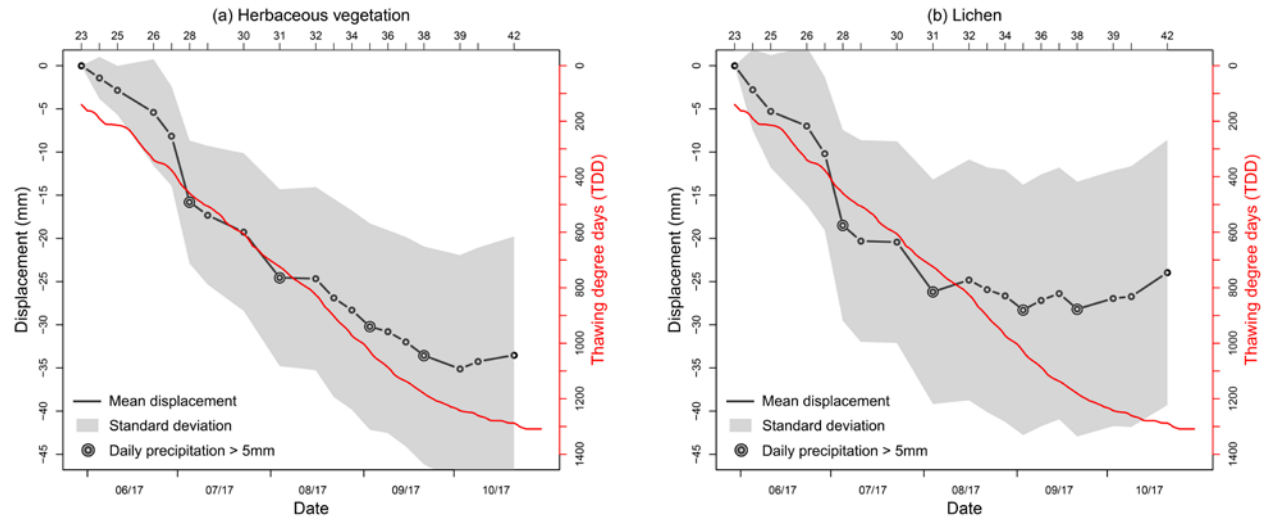 (a) Herbaceous vegetation
23 25 26 28 30 31 32 34 35 37 38 39 42
0
−5
−10
−15
−20
−25
−30
−35
−40
−45
Displacement (mm)
0
200
400
600
800
1000
1200
1400
Thawing degree days (TDD)
Mean displacement
Standard deviation
Daily precipitation > 5mm
06/17 07/17 08/17 09/17 10/17
Date
(b) Lichen
23 25 26 28 30 31 32 34 35 37 38 39 42
0
−5
−10
−15
−20
−25
−30
−35
−40
−45
Displacement (mm)
0
200
400
600
800
1000
1200
1400
Thawing degree days (TDD)
Mean displacement
Standard deviation
Daily precipitation > 5mm
06/17 07/17 08/17 09/17 10/17
Date